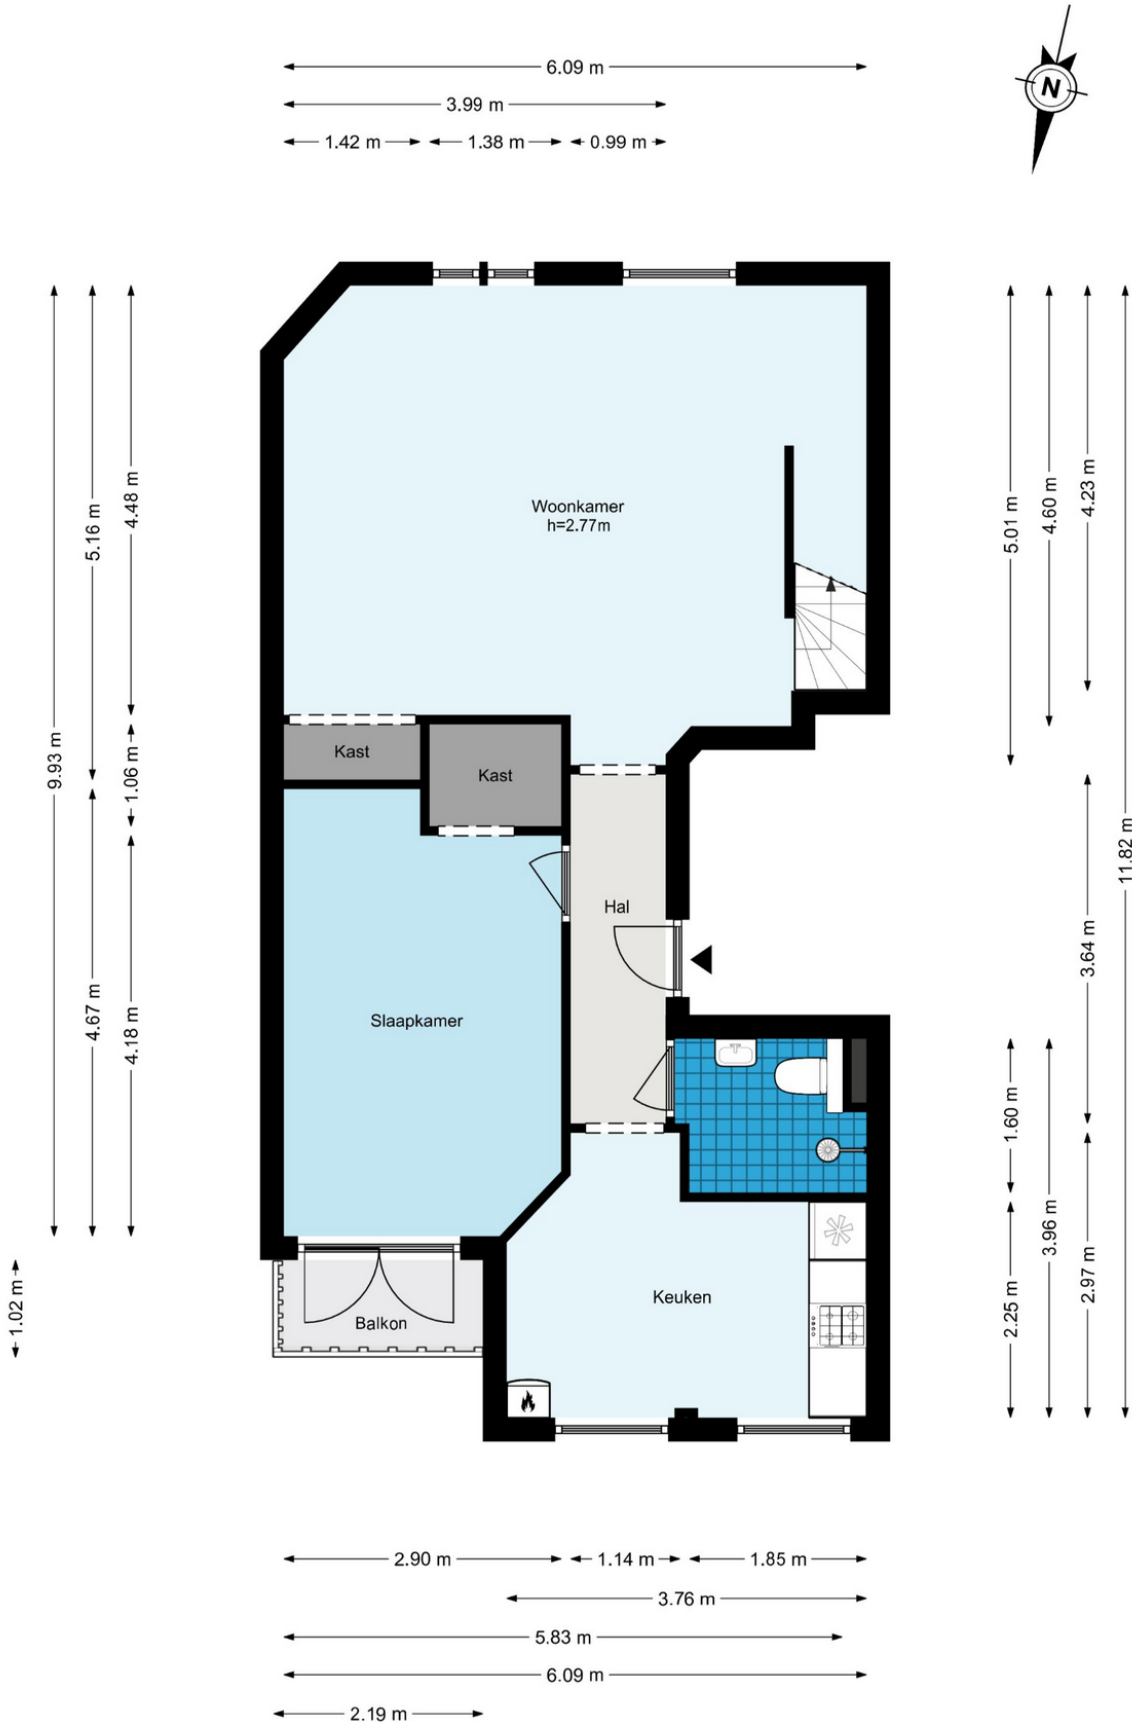 6.09 m
3.99 m
1.42 m
1.38 m
0.99 m
N
Woonkamer
h=2.77m
4.48 m
5.16 m
9.93 m
1.06 m
4.67 m
4.18 m
1.02 m
4.23 m
4.60 m
5.01 m
11.82 m
3.64 m
1.60 m
3.96 m
2.97 m
2.25 m
Kast
Kast
Hal
Slaapkamer
Keuken
Balkon
2.90 m
1.14 m
1.85 m
3.76 m
5.83 m
6.09 m
2.19 m